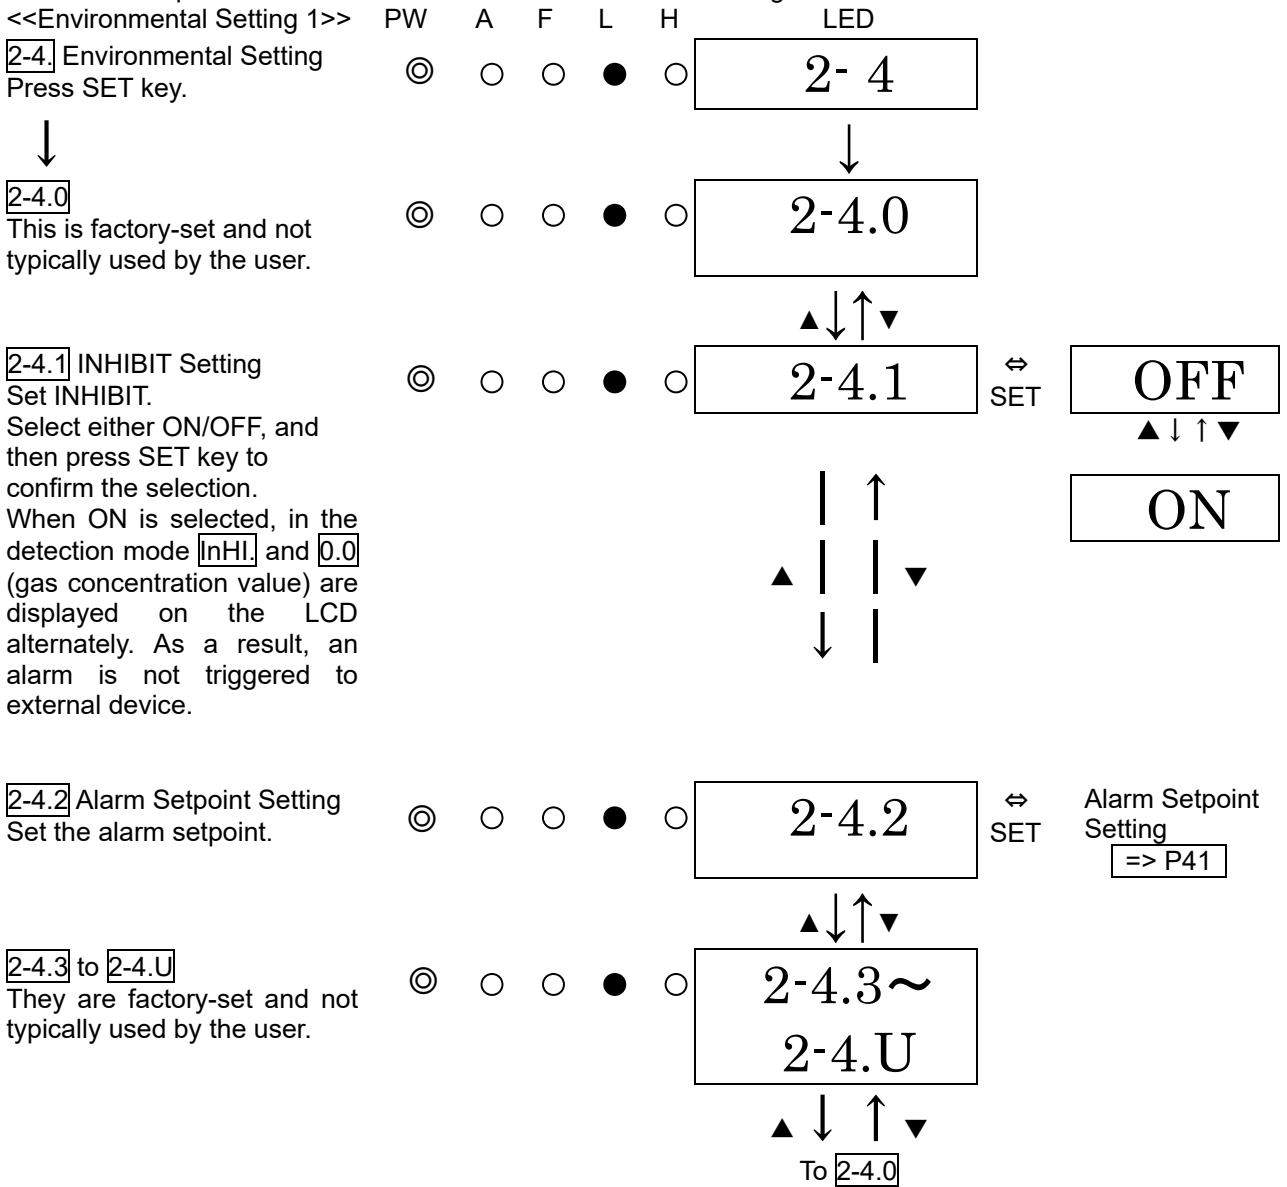 <<Environmental Setting 1>> PW A F L H LED
2-4. Environmental Setting
Press SET key.
◎ ○ ○ ● ○ 2- 4
↓ ↓
2-4.0
This is factory-set and not
typically used by the user.
◎ ○ ○ ● ○ 2-4.0
▲↓↑▼
2-4.1 INHIBIT Setting
Set INHIBIT.
Select either ON/OFF, and
then press SET key to
confirm the selection.
When ON is selected, in the
detection mode InHI. and 0.0
(gas concentration value) are
displayed on the LCD
alternately. As a result, an
alarm is not triggered to
external device.
◎ ○ ○ ● ○ 2-4.1
⇔
SET
OFF
▲↓↑▼
ON
▲ ↓ ↑ ▼
2-4.2 Alarm Setpoint Setting
Set the alarm setpoint.
◎ ○ ○ ● ○ 2-4.2
⇔
SET
Alarm Setpoint
Setting
=> P41
▲↓↑▼
2-4.3 to 2-4.U
They are factory-set and not
typically used by the user.
◎ ○ ○ ● ○ 2-4.3～
2-4.U
▲ ↓ ↑ ▼
To 2-4.0